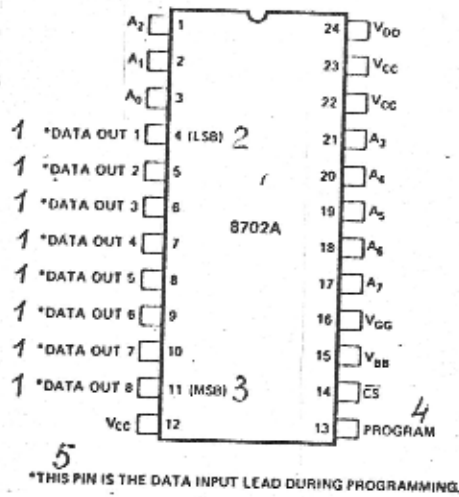 A2 1 24 VDD
A1 2 23 VCC
A0 3 22 VCC
1 *DATA OUT 1 4 (LSB) 2 21 A3
1 *DATA OUT 2 5 20 A4
1 *DATA OUT 3 6 19 A5
8702A
1 *DATA OUT 4 7 18 A6
1 *DATA OUT 5 8 17 A7
1 *DATA OUT 6 9 16 VGG
1 *DATA OUT 7 10 15 VBB
1 *DATA OUT 8 11 (MSB) 3 14 CS
VCC 12 13 PROGRAM 4
5
*THIS PIN IS THE DATA INPUT LEAD DURING PROGRAMMING.